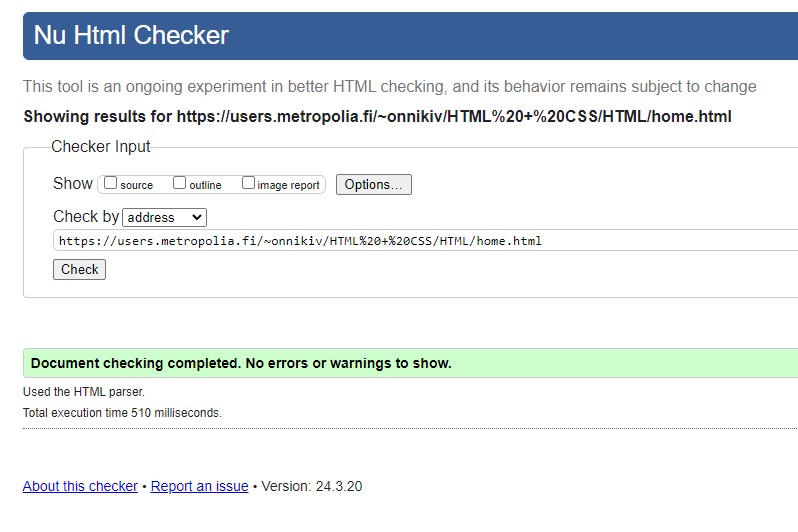 Nu Html Checker
This tool is an ongoing experiment in better HTML checking, and its behavior remains subject to change
Showing results for https://users.metropolia.fi/~onnikiv/HTML%20+%20CSS/HTML/home.html
Checker Input
Show source outline image report Options...
Check by address
https://users.metropolia.fi/~onnikiv/HTML%20+%20CSS/HTML/home.html
Check
Document checking completed. No errors or warnings to show.
Used the HTML parser.
Total execution time 510 milliseconds.
About this checker • Report an issue • Version: 24.3.20